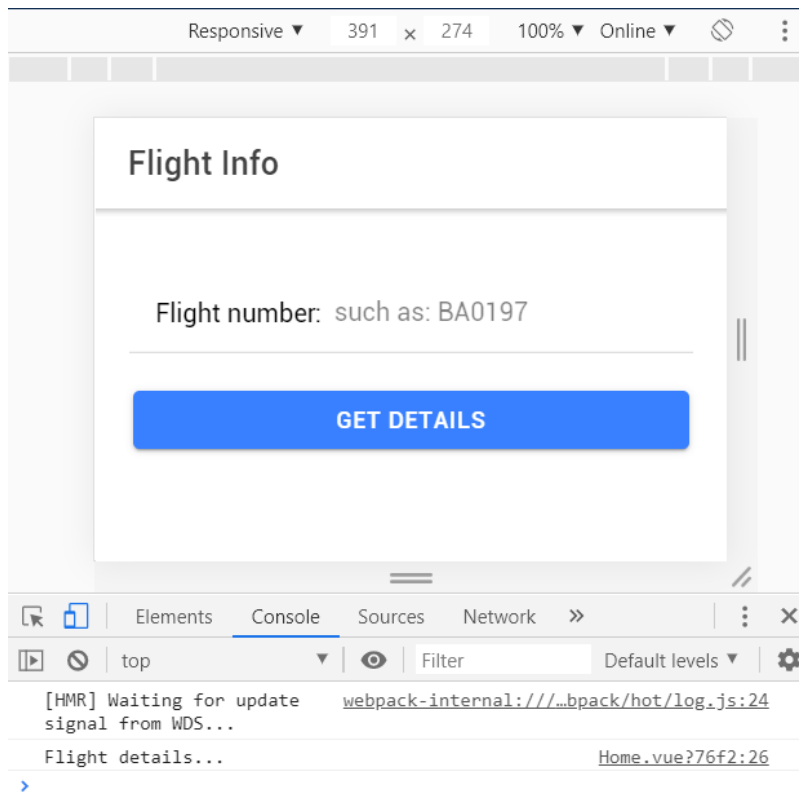 Responsive ▼ 391 × 274 100% ▼ Online ▼
Flight Info
Flight number: such as: BA0197
GET DETAILS
Elements Console Sources Network »
top ▼ Filter Default levels ▼
[HMR] Waiting for update webpack-internal:///…bpack/hot/log.js:24
signal from WDS...
Flight details... Home.vue?76f2:26